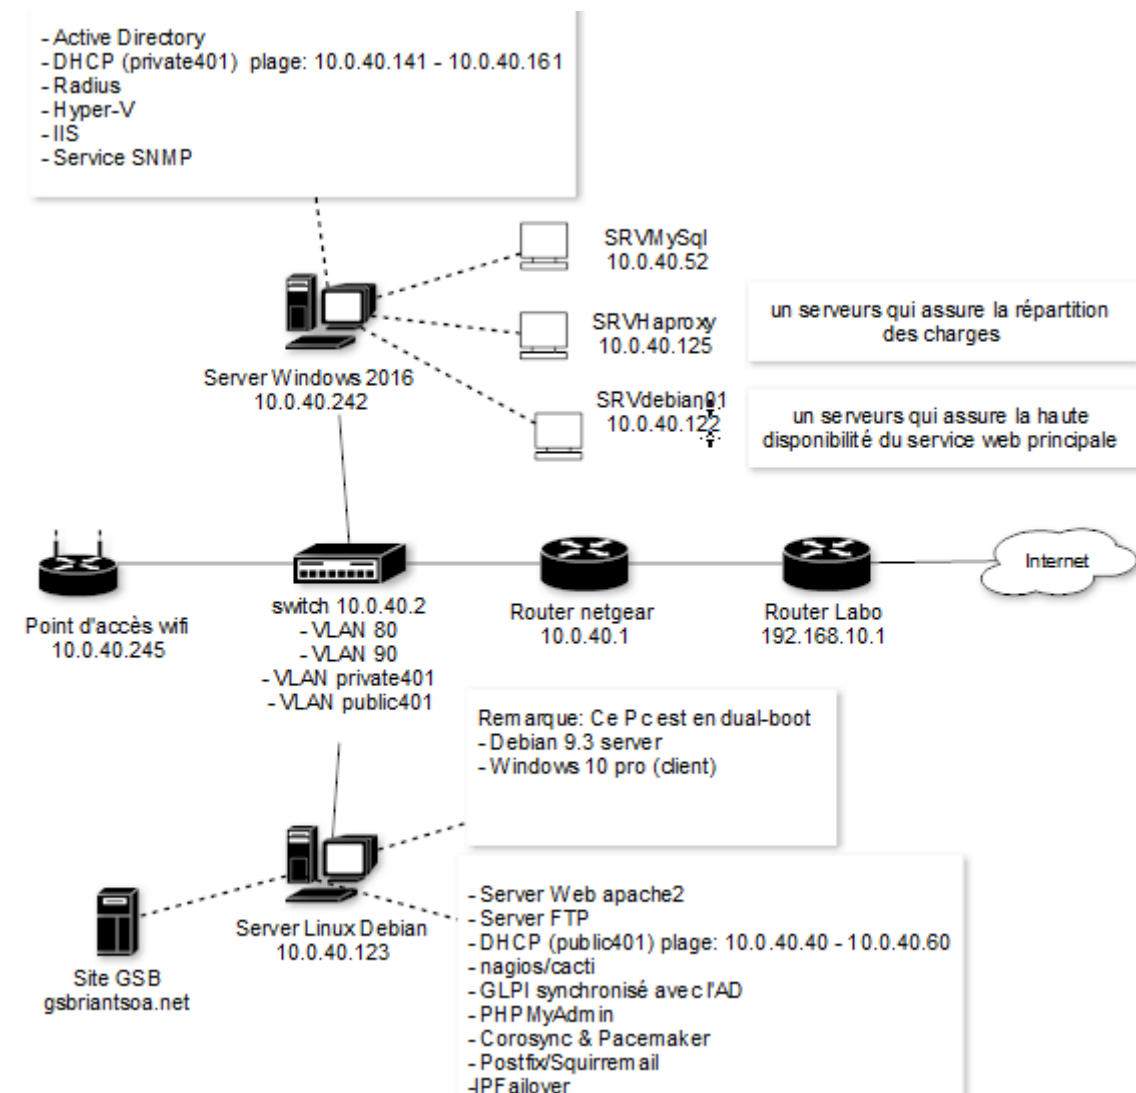 - Active Directory
- DHCP (private401) plage: 10.0.40.141 - 10.0.40.161
- Radius
- Hyper-V
- IIS
- Service SNMP
SRVMySql
10.0.40.52
SRVHaproxy
10.0.40.125
un serveurs qui assure la répartition
des charges
Server Windows 2016
10.0.40.242
SRVdebian01
10.0.40.122
un serveurs qui assure la haute
disponibilité du service web principale
Point d'accès wifi
10.0.40.245
switch 10.0.40.2
- VLAN 80
- VLAN 90
- VLAN private401
- VLAN public401
Router netgear
10.0.40.1
Router Labo
192.168.10.1
Internet
Remarque: Ce Pc est en dual-boot
- Debian 9.3 server
- Windows 10 pro (client)
Server Linux Debian
10.0.40.123
Site GSB
gsbriantsoa.net
- Server Web apache2
- Server FTP
- DHCP (public401) plage: 10.0.40.40 - 10.0.40.60
- nagios/cacti
- GLPI synchronisé avec l'AD
- PHPMyAdmin
- Corosync & Pacemaker
- Postfix/Squirremail
-IPFailover